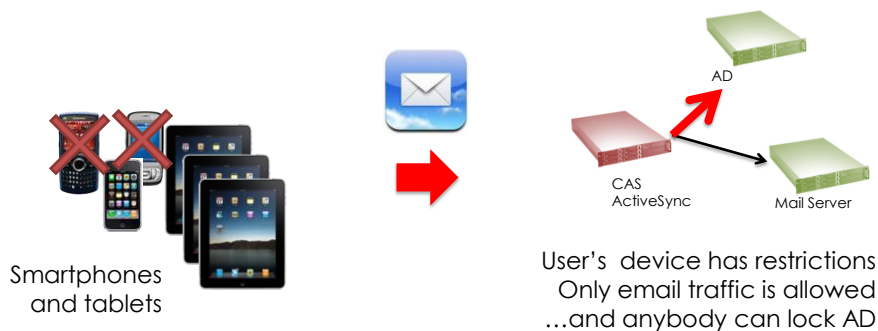 AD
CAS
ActiveSync
Mail Server
Smartphones
and tablets
User's  device has restrictions
Only email traffic is allowed
…and anybody can lock AD